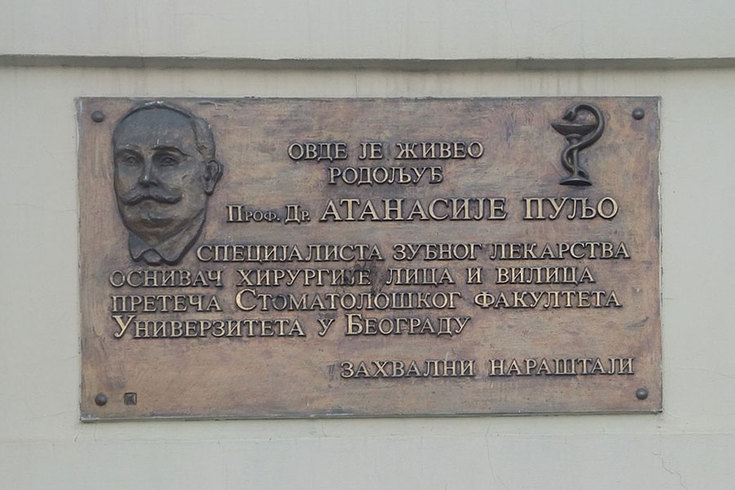 ОВДЕ ЈЕ ЖИВЕО
РОДОЉУБ
ПРОФ. ДР. АТАНАСИЈЕ ПУЉО
СПЕЦИЈАЛИСТА ЗУБНОГ ЛЕКАРСТВА
ОСНИВАЧ ХИРУРГИЈЕ ЛИЦА И ВИЛИЦА
ПРЕТЕЧА СТОМАТОЛОШКОГ ФАКУЛТЕТА
УНИВЕРЗИТЕТА У БЕОГРАДУ
ЗАХВАЛНИ НАРАШТАЈИ